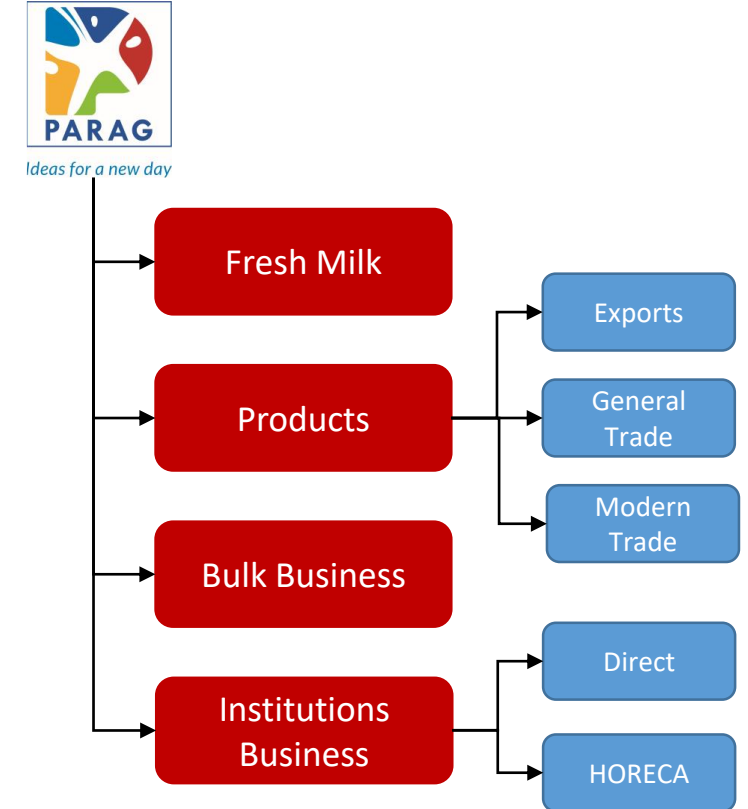 PARAG
Ideas for a new day
Fresh Milk
Products
Exports
General
Trade
Modern
Trade
Bulk Business
Institutions
Business
Direct
HORECA